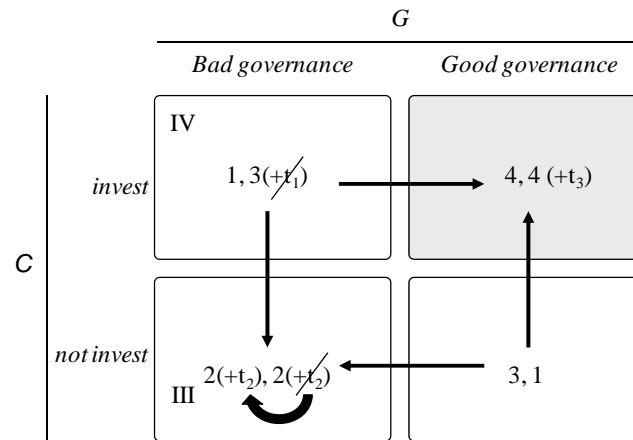 G
Bad governance Good governance
IV
invest 1, 3(+t₁) 4, 4 (+t₃)
C
not invest
2(+t₂), 2(+t₂) 3, 1
III